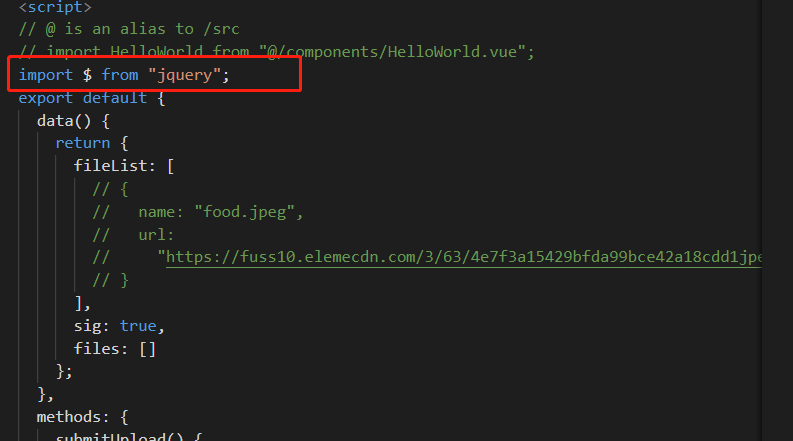 <script>
// @ is an alias to /src
// import HelloWorld from "@/components/HelloWorld.vue";
import $ from "jquery";
export default {
data() {
return {
fileList: [
// {
// name: "food.jpeg",
// url:
// "https://fuss10.elemecdn.com/3/63/4e7f3a15429bfda99bce42a18cdd1jpe
// }
],
sig: true,
files: []
};
},
methods: {
submitUpload() {